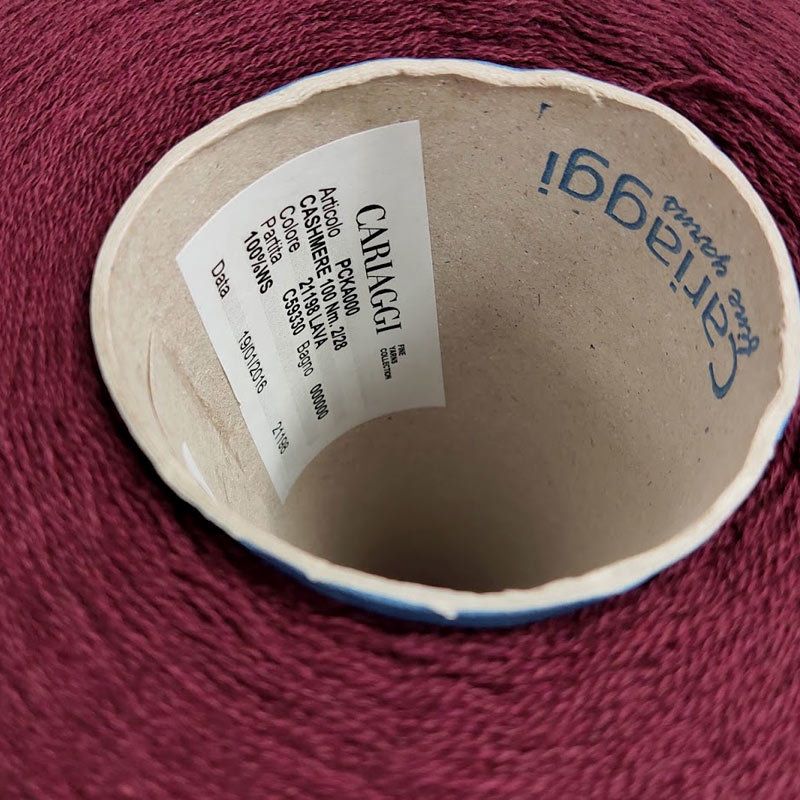 CARIAGGI
FINE
YARNS
COLLECTION
Articolo PCKA000
CASHMERE 100 Nm. 2/28
Colore 21198 LAVA
Partita C59330 Bagno 000000
100%WS
Data 19/01/2016 21198
Cariaggi
fine yarns